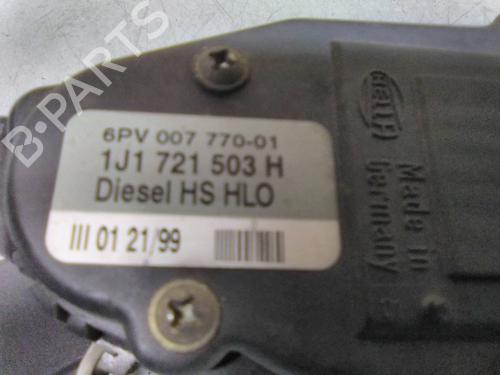 B-PARTS
6PV 007 770-01
1J1 721 503 H
Diesel HS HLO
III 01 21/99
HELLA
Made in
Germany